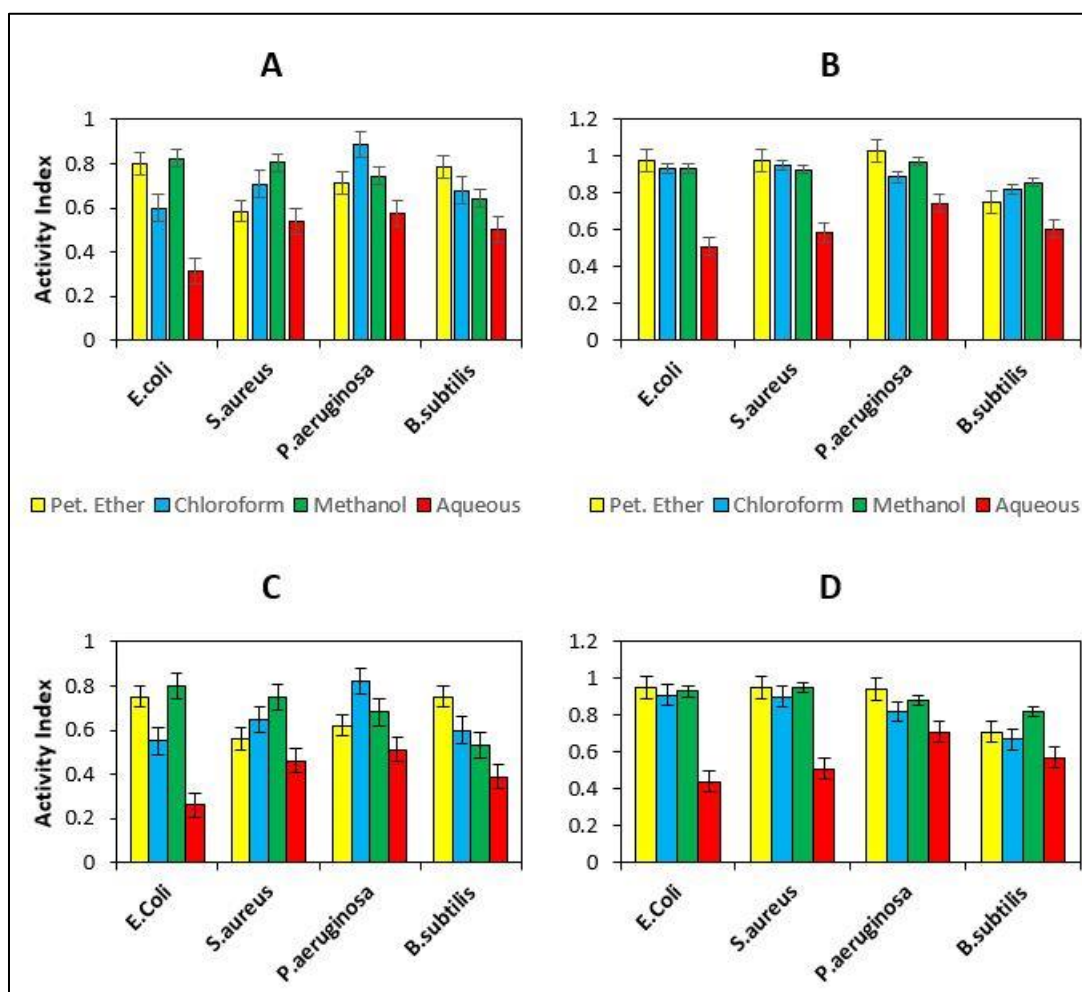 A
B
Activity Index
1
0.8
0.6
0.4
0.2
0
E.coli
S.aureus
P.aeruginosa
B.subtilis
1.2
1
0.8
0.6
0.4
0.2
0
E.coli
S.aureus
P.aeruginosa
B.subtilis
Pet. Ether Chloroform Methanol Aqueous
Pet. Ether Chloroform Methanol Aqueous
C
D
Activity Index
1
0.8
0.6
0.4
0.2
0
E.Coli
S.aureus
P.aeruginosa
B.subtilis
1.2
1
0.8
0.6
0.4
0.2
0
E.Coli
S.aureus
P.aeruginosa
B.subtilis